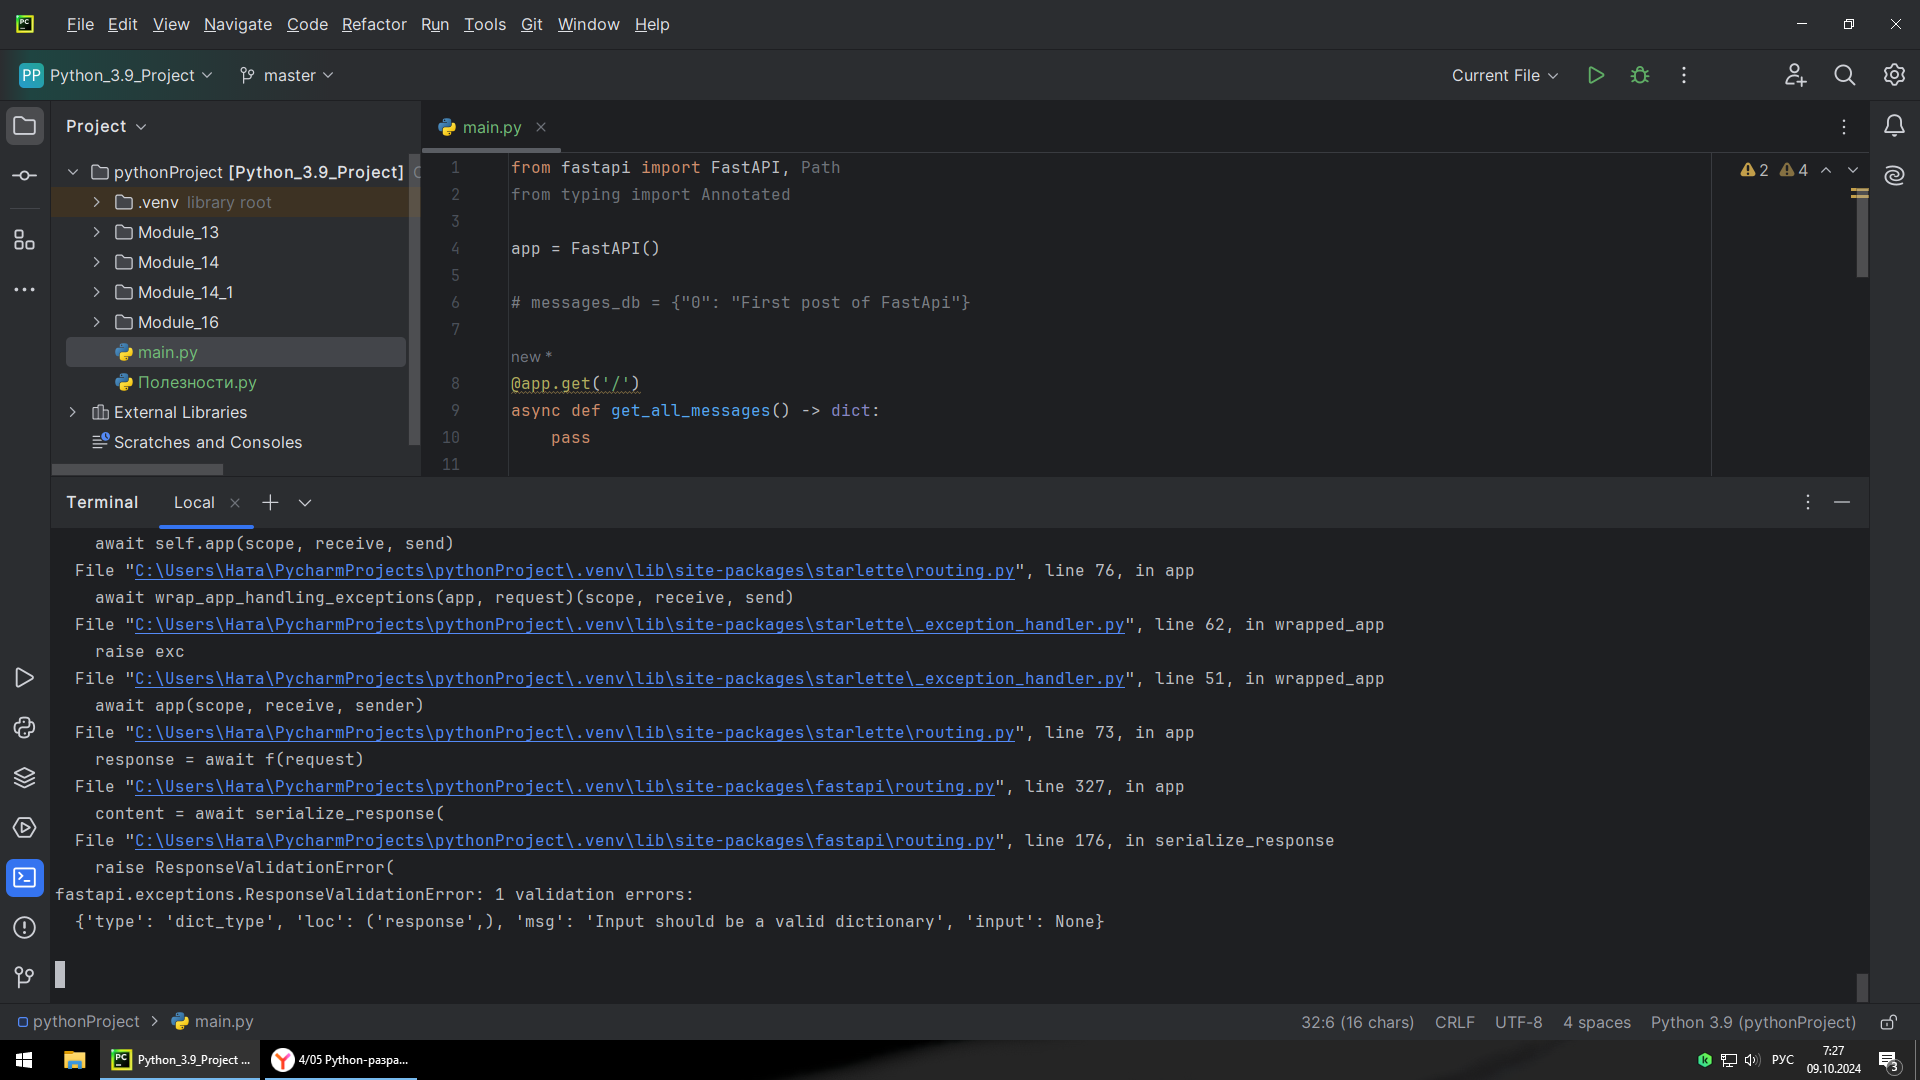 File Edit View Navigate Code Refactor Run Tools Git Window Help
PP Python_3.9_Project master Current File
Project
main.py
pythonProject [Python_3.9_Project]
.venv library root
Module_13
Module_14
Module_14_1
Module_16
main.py
Полезности.py
External Libraries
Scratches and Consoles
2 4
1 from fastapi import FastAPI, Path
2 from typing import Annotated
3
4 app = FastAPI()
5
6 # messages_db = {"0": "First post of FastApi"}
7
new *
8 @app.get('/')
9 async def get_all_messages() -> dict:
10 pass
11
Terminal Local
await self.app(scope, receive, send)
File "C:\Users\Ната\PycharmProjects\pythonProject\.venv\lib\site-packages\starlette\routing.py", line 76, in app
await wrap_app_handling_exceptions(app, request)(scope, receive, send)
File "C:\Users\Ната\PycharmProjects\pythonProject\.venv\lib\site-packages\starlette\_exception_handler.py", line 62, in wrapped_app
raise exc
File "C:\Users\Ната\PycharmProjects\pythonProject\.venv\lib\site-packages\starlette\_exception_handler.py", line 51, in wrapped_app
await app(scope, receive, sender)
File "C:\Users\Ната\PycharmProjects\pythonProject\.venv\lib\site-packages\starlette\routing.py", line 73, in app
response = await f(request)
File "C:\Users\Ната\PycharmProjects\pythonProject\.venv\lib\site-packages\fastapi\routing.py", line 327, in app
content = await serialize_response(
File "C:\Users\Ната\PycharmProjects\pythonProject\.venv\lib\site-packages\fastapi\routing.py", line 176, in serialize_response
raise ResponseValidationError(
fastapi.exceptions.ResponseValidationError: 1 validation errors:
{'type': 'dict_type', 'loc': ('response',), 'msg': 'Input should be a valid dictionary', 'input': None}
pythonProject > main.py
32:6 (16 chars) CRLF UTF-8 4 spaces Python 3.9 (pythonProject)
Python_3.9_Project ...
4/05 Python-разра...
РУС
7:27
09.10.2024
3